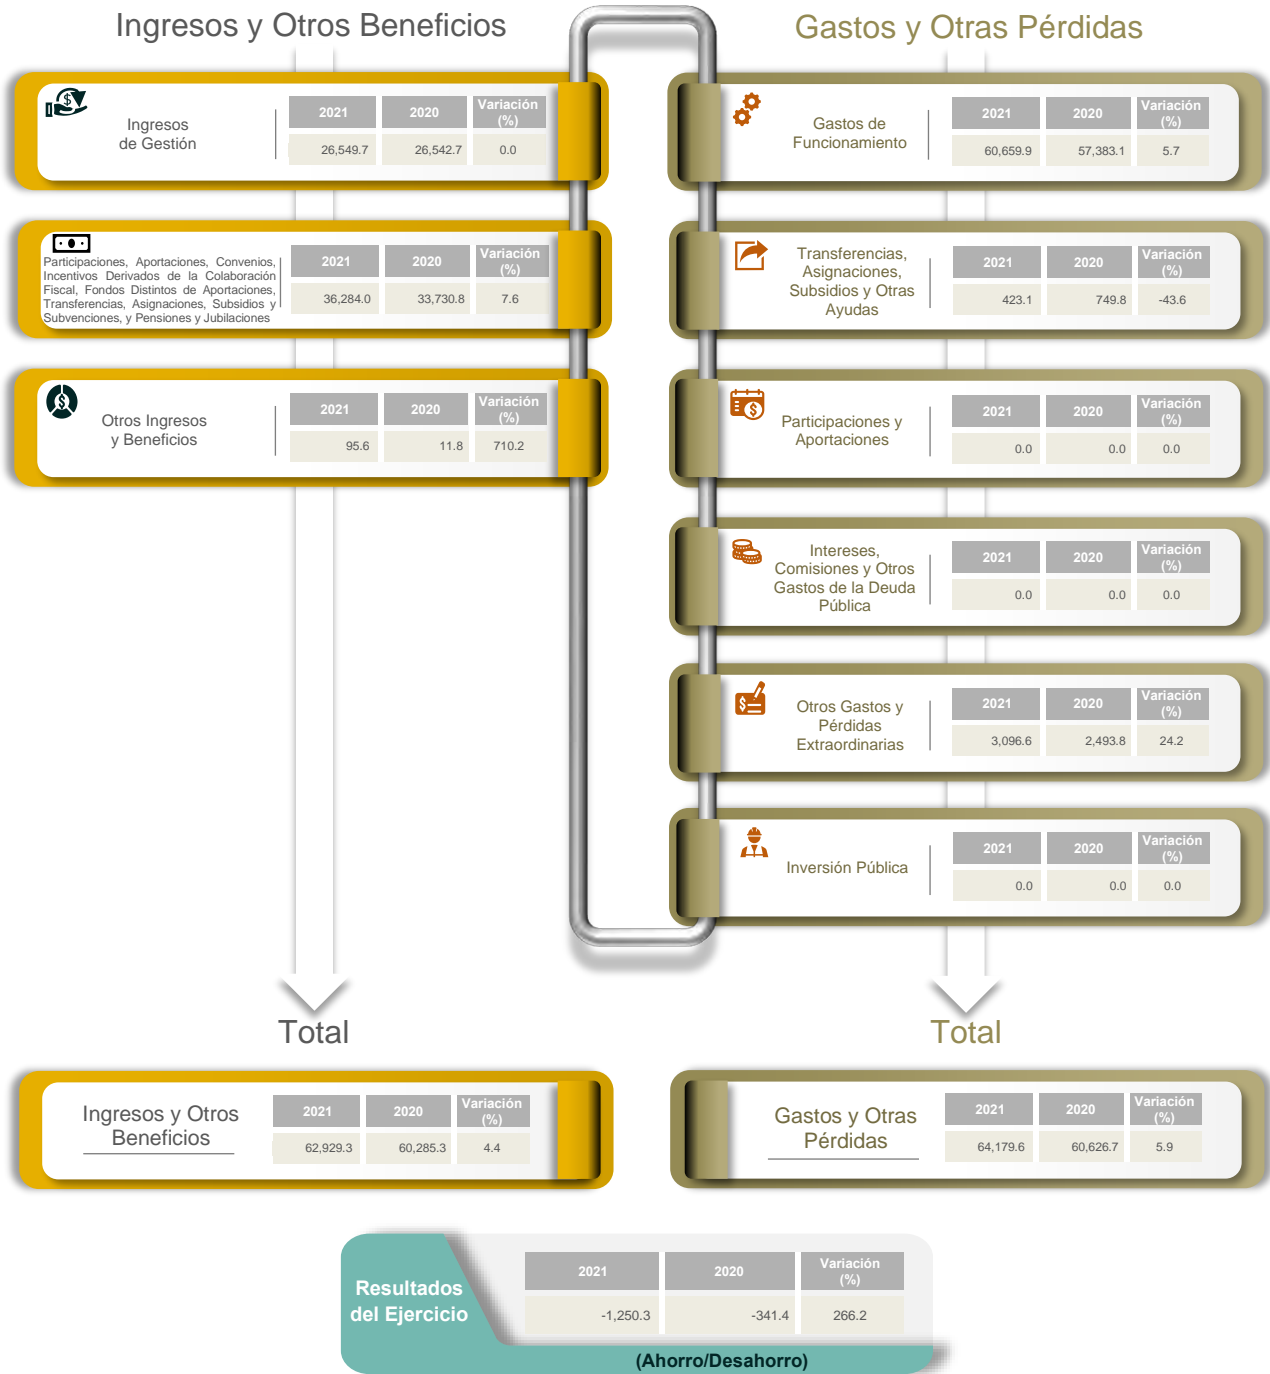 Ingresos y Otros Beneficios
Ingresos
de Gestión
2021 2020 Variación (%)
26,549.7 26,542.7 0.0
Participaciones, Aportaciones, Convenios,
Incentivos Derivados de la Colaboración
Fiscal, Fondos Distintos de Aportaciones,
Transferencias, Asignaciones, Subsidios y
Subvenciones, y Pensiones y Jubilaciones
2021 2020 Variación (%)
36,284.0 33,730.8 7.6
Otros Ingresos
y Beneficios
2021 2020 Variación (%)
95.6 11.8 710.2
Total
Ingresos y Otros
Beneficios
2021 2020 Variación (%)
62,929.3 60,285.3 4.4
Gastos y Otras Pérdidas
Gastos de
Funcionamiento
2021 2020 Variación (%)
60,659.9 57,383.1 5.7
Transferencias,
Asignaciones,
Subsidios y Otras
Ayudas
2021 2020 Variación (%)
423.1 749.8 -43.6
Participaciones y
Aportaciones
2021 2020 Variación (%)
0.0 0.0 0.0
Intereses,
Comisiones y Otros
Gastos de la Deuda
Pública
2021 2020 Variación (%)
0.0 0.0 0.0
Otros Gastos y
Pérdidas
Extraordinarias
2021 2020 Variación (%)
3,096.6 2,493.8 24.2
Inversión Pública
2021 2020 Variación (%)
0.0 0.0 0.0
Total
Gastos y Otras
Pérdidas
2021 2020 Variación (%)
64,179.6 60,626.7 5.9
Resultados
del Ejercicio
2021 2020 Variación (%)
-1,250.3 -341.4 266.2
(Ahorro/Desahorro)